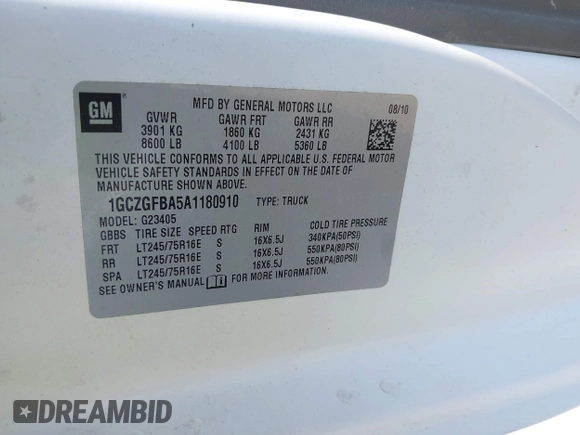 GM
MFD BY GENERAL MOTORS LLC 08/10
GVWR GAWR FRT GAWR RR
3901 KG 1860 KG 2431 KG
8600 LB 4100 LB 5360 LB
THIS VEHICLE CONFORMS TO ALL APPLICABLE U.S. FEDERAL MOTOR
VEHICLE SAFETY STANDARDS IN EFFECT ON THE DATE OF
MANUFACTURE SHOWN ABOVE.
1GCZGFBA5A1180910 TYPE: TRUCK
MODEL: G23405
GBBS TIRE SIZE SPEED RTG RIM COLD TIRE PRESSURE
FRT LT245/75R16E S 16X6.5J 340KPA(50PSI)
RR LT245/75R16E S 16X6.5J 550KPA(80PSI)
SPA LT245/75R16E S 16X6.5J 550KPA(80PSI)
SEE OWNER'S MANUAL FOR MORE INFORMATION.
DREAMBID